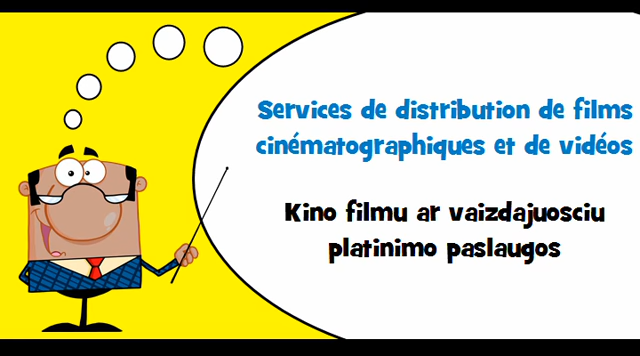 Services de distribution de films
cinématographiques et de vidéos
Kino filmu ar vaizdajuosciu
platinimo paslaugos